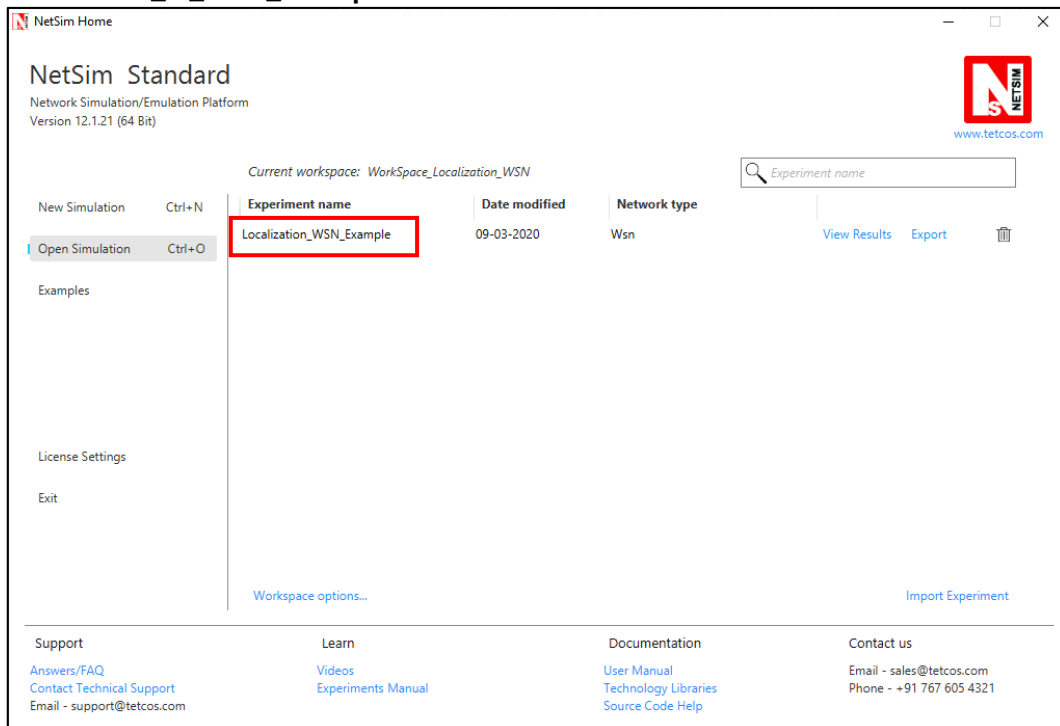 NetSim Home
NetSim Standard
Network Simulation/Emulation Platform
Version 12.1.21 (64 Bit)
NETSIM
www.tetcos.com
Current workspace: WorkSpace_Localization_WSN
Experiment name
New Simulation Ctrl+N
Experiment name Date modified Network type
Localization_WSN_Example 09-03-2020 Wsn View Results Export
Open Simulation Ctrl+O
Examples
License Settings
Exit
Workspace options... Import Experiment
Support Learn Documentation Contact us
Answers/FAQ Videos User Manual Email - sales@tetcos.com
Contact Technical Support Experiments Manual Technology Libraries Phone - +91 767 605 4321
Email - support@tetcos.com Source Code Help